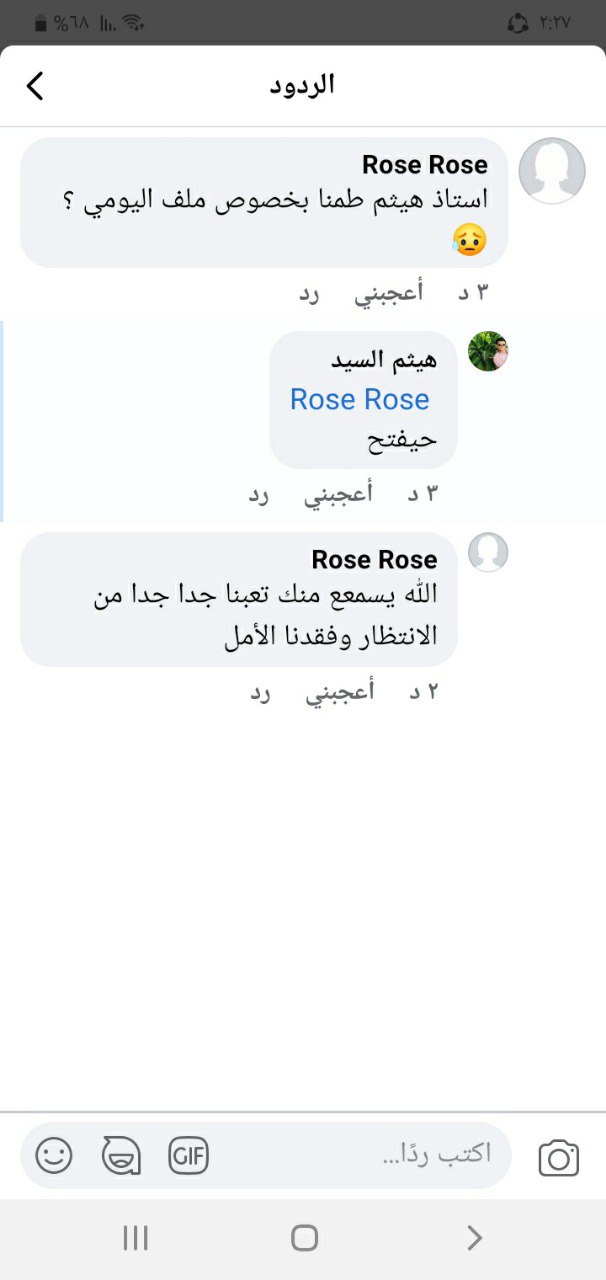 ٢:٢٧
%٦٨
الردود
Rose Rose
استاذ هيثم طمنا بخصوص ملف اليومي ؟
😥
٣ د أعجبني رد
هيثم السيد
Rose Rose
حيفتح
٣ د أعجبني رد
Rose Rose
الله يسمعع منك تعبنا جدا جدا من
الانتظار وفقدنا الأمل
٢ د أعجبني رد
اكتب ردًا...
GIF